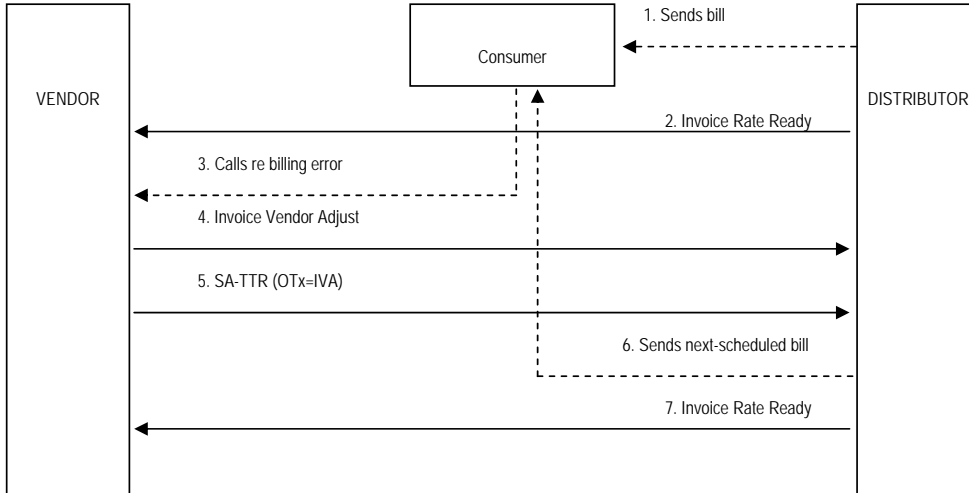 1. Sends bill
Consumer
VENDOR
DISTRIBUTOR
2. Invoice Rate Ready
3. Calls re billing error
4. Invoice Vendor Adjust
5. SA-TTR (OTx=IVA)
6. Sends next-scheduled bill
7. Invoice Rate Ready